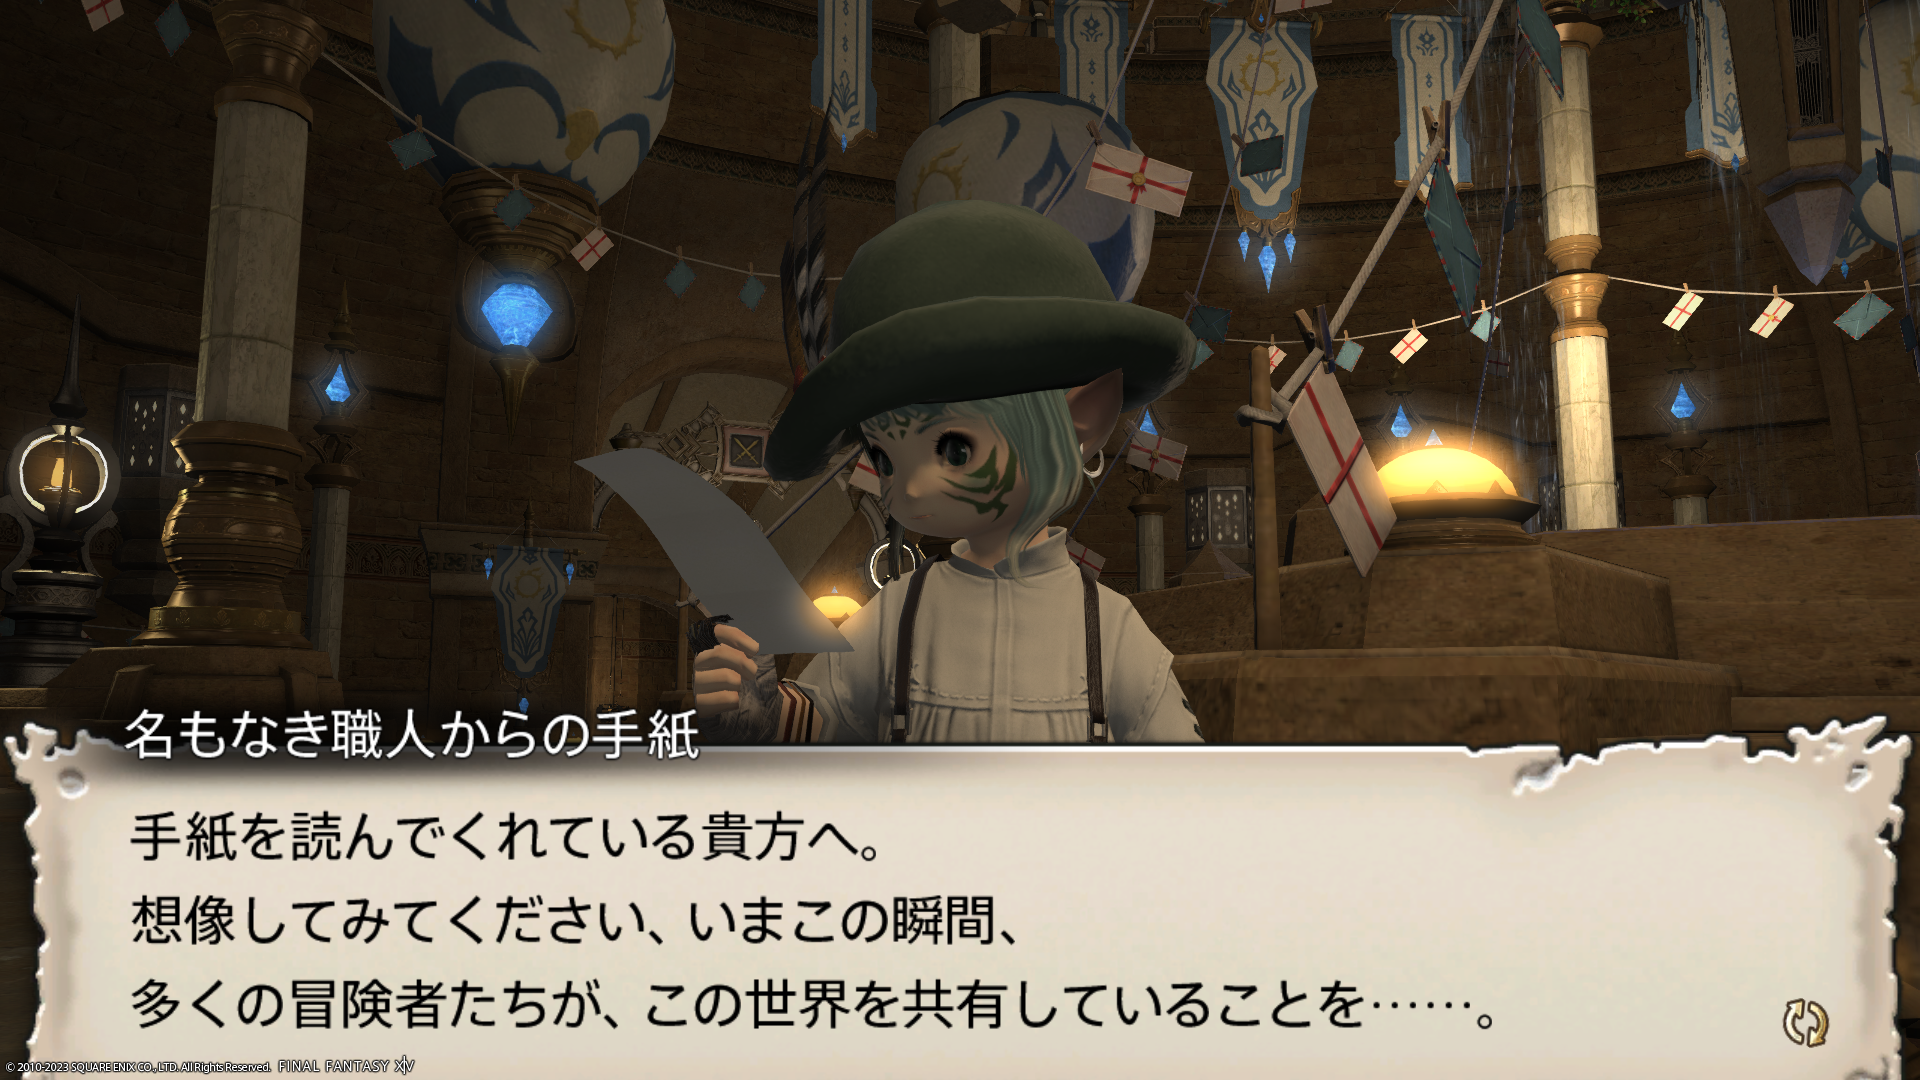 名もなき職人からの手紙
手紙を読んでくれている貴方へ。
想像してみてください、いまこの瞬間、
多くの冒険者たちが、この世界を共有していることを……。
© 2010-2023 SQUARE ENIX CO., LTD. All Rights Reserved. FINAL FANTASY XIV